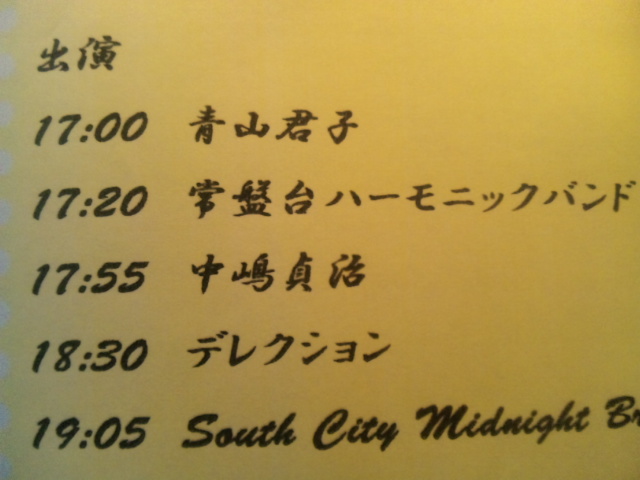 出演
17:00 青山君子
17:20 常盤台ハーモニックバンド
17:55 中嶋貞治
18:30 デレクション
19:05 South City Midnight